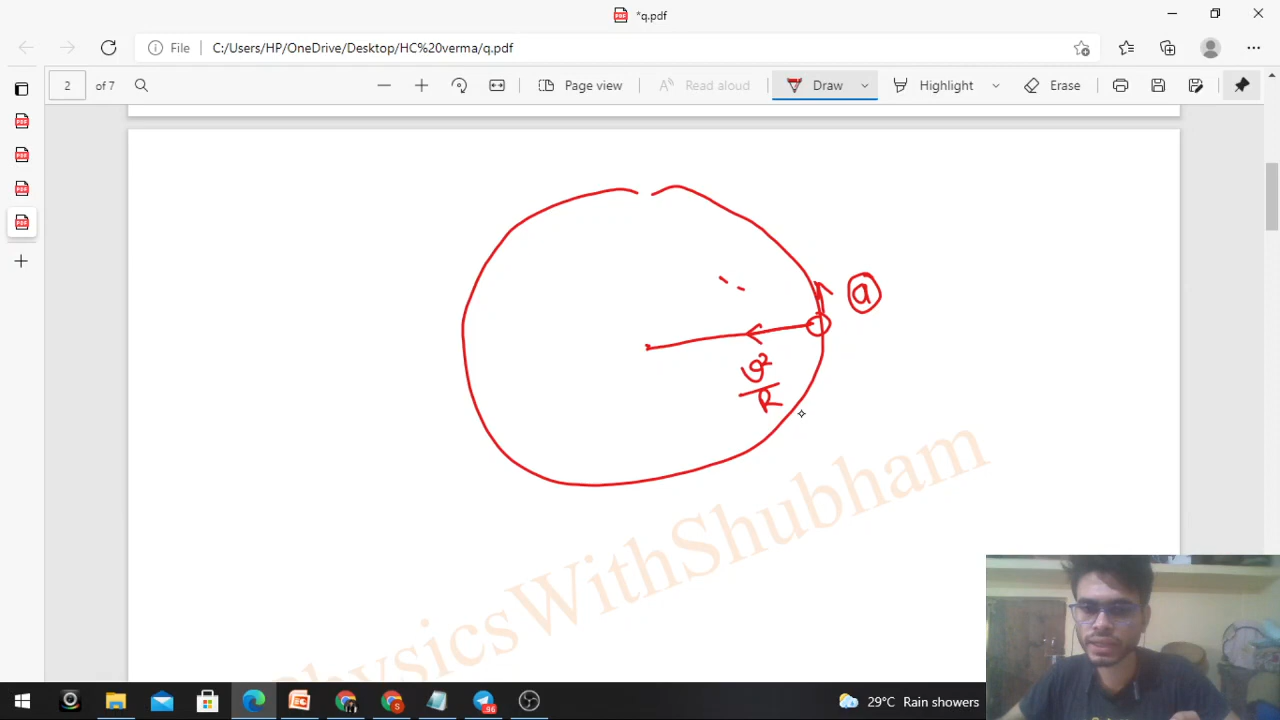 *q.pdf
File C:/Users/HP/OneDrive/Desktop/HC%20verma/q.pdf
2 of 7 Page view Read aloud Draw Highlight Erase
a
v²
R
PhysicsWithShubham
96
29°C Rain showers